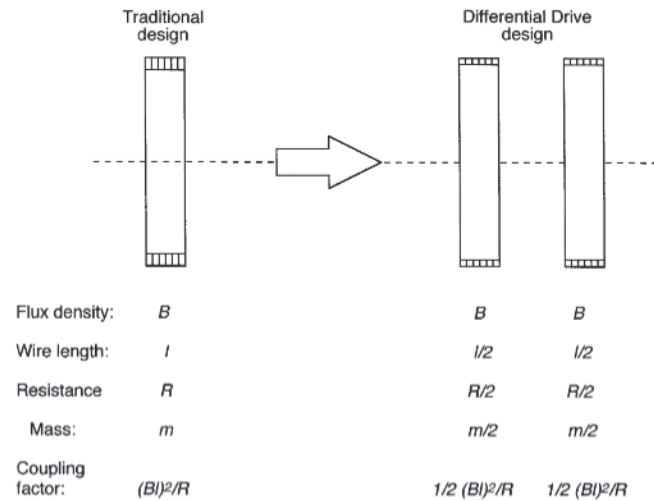 Traditional
design
Differential Drive
design
Flux density: B B B
Wire length: l l/2 l/2
Resistance R R/2 R/2
Mass: m m/2 m/2
Coupling
factor: (Bl)²/R 1/2 (Bl)²/R 1/2 (Bl)²/R